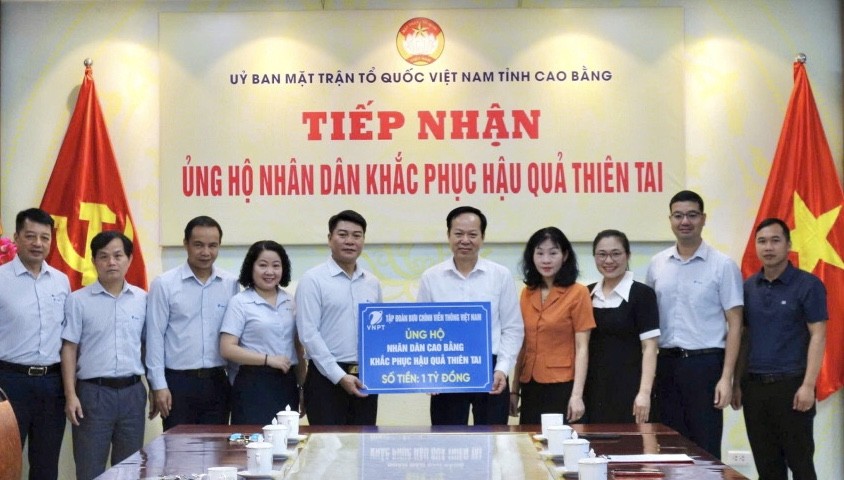 ỦY BAN MẶT TRẬN TỔ QUỐC VIỆT NAM TỈNH CAO BẰNG
TIẾP NHẬN
ỦNG HỘ NHÂN DÂN KHẮC PHỤC HẬU QUẢ THIÊN TAI
VNPT
TẬP ĐOÀN BƯU CHÍNH VIỄN THÔNG VIỆT NAM
ỦNG HỘ
NHÂN DÂN CAO BẰNG
KHẮC PHỤC HẬU QUẢ THIÊN TAI
SỐ TIỀN: 1 TỶ ĐỒNG